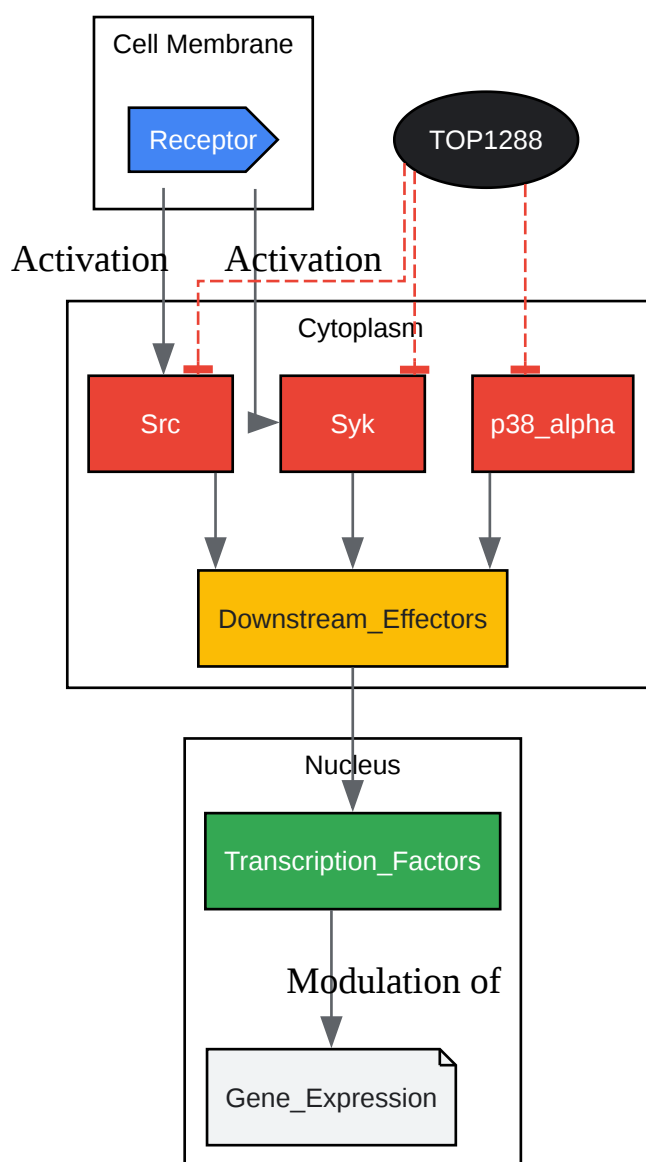 Cell Membrane
Receptor
TOP1288
Activation
Activation
Cytoplasm
Src
Syk
p38_alpha
Downstream_Effectors
Nucleus
Transcription_Factors
Modulation of
Gene_Expression